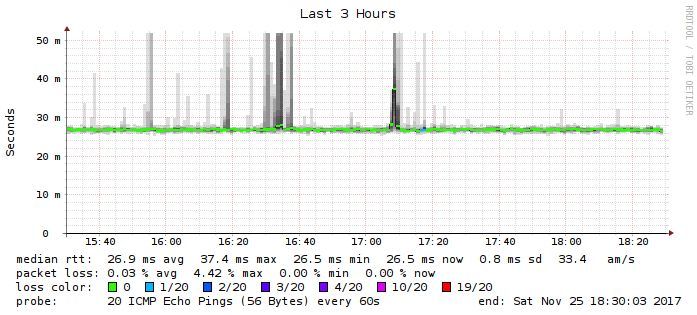 Last 3 Hours
RRDTOOL / TOBI OETIKER
Seconds
50 m
40 m
30 m
20 m
10 m
0
15:40 16:00 16:20 16:40 17:00 17:20 17:40 18:00 18:20
median rtt: 26.9 ms avg 37.4 ms max 26.5 ms min 26.5 ms now 0.8 ms sd 33.4 am/s
packet loss: 0.03 % avg 4.42 % max 0.00 % min 0.00 % now
loss color: 0 1/20 2/20 3/20 4/20 10/20 19/20
probe: 20 ICMP Echo Pings (56 Bytes) every 60s end: Sat Nov 25 18:30:03 2017